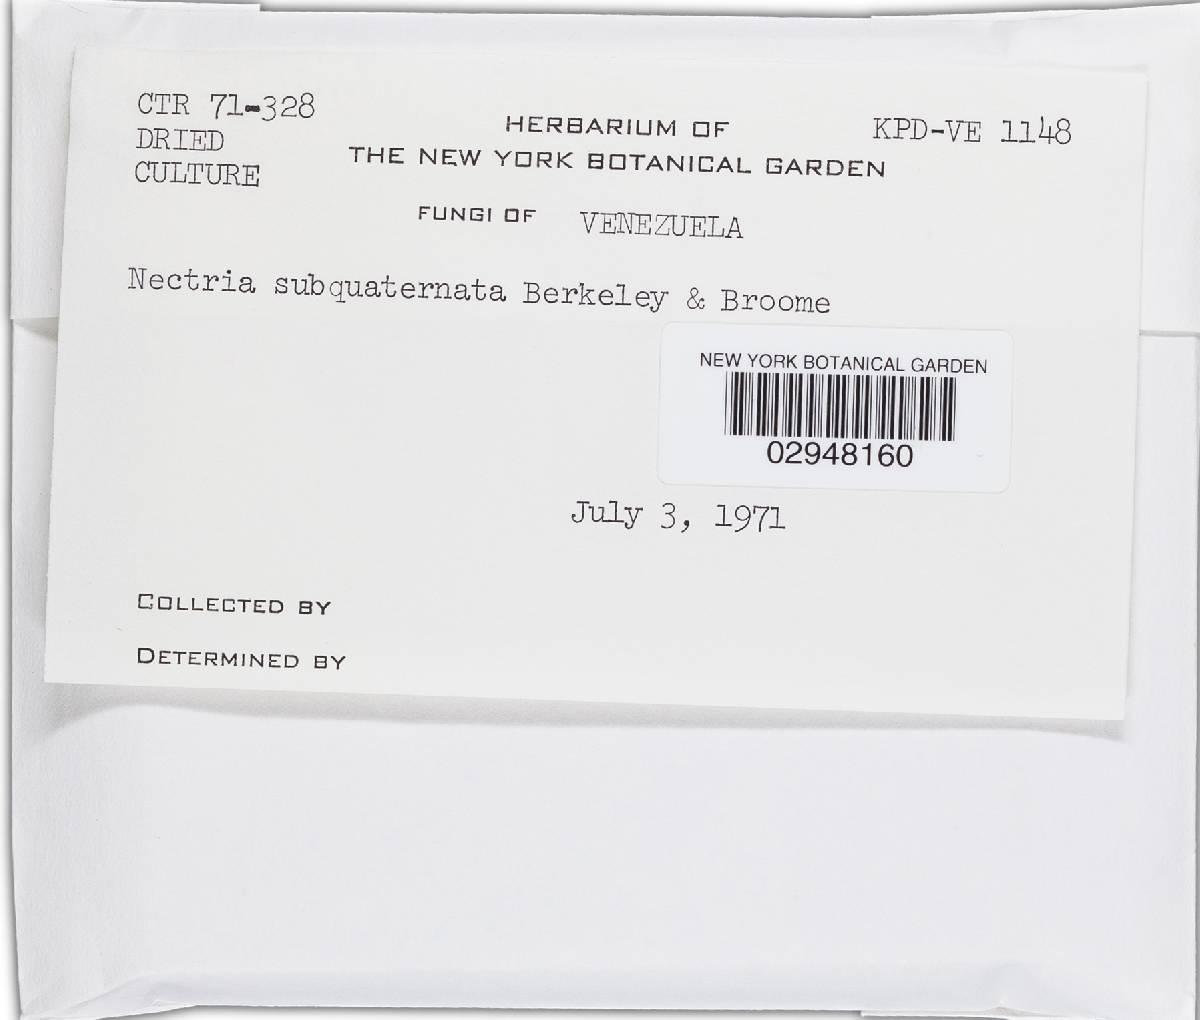 CTR 71-328
DRIED
CULTURE
HERBARIUM OF
THE NEW YORK BOTANICAL GARDEN
KPD-VE 1148
FUNGI OF VENEZUELA
Nectria subquaternata Berkeley & Broome
NEW YORK BOTANICAL GARDEN
02948160
July 3, 1971
COLLECTED BY
DETERMINED BY